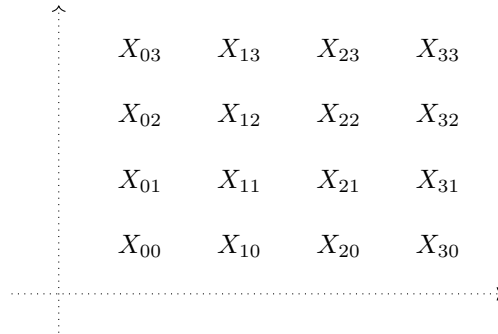 X₀₃ X₁₃ X₂₃ X₃₃
X₀₂ X₁₂ X₂₂ X₃₂
X₀₁ X₁₁ X₂₁ X₃₁
X₀₀ X₁₀ X₂₀ X₃₀